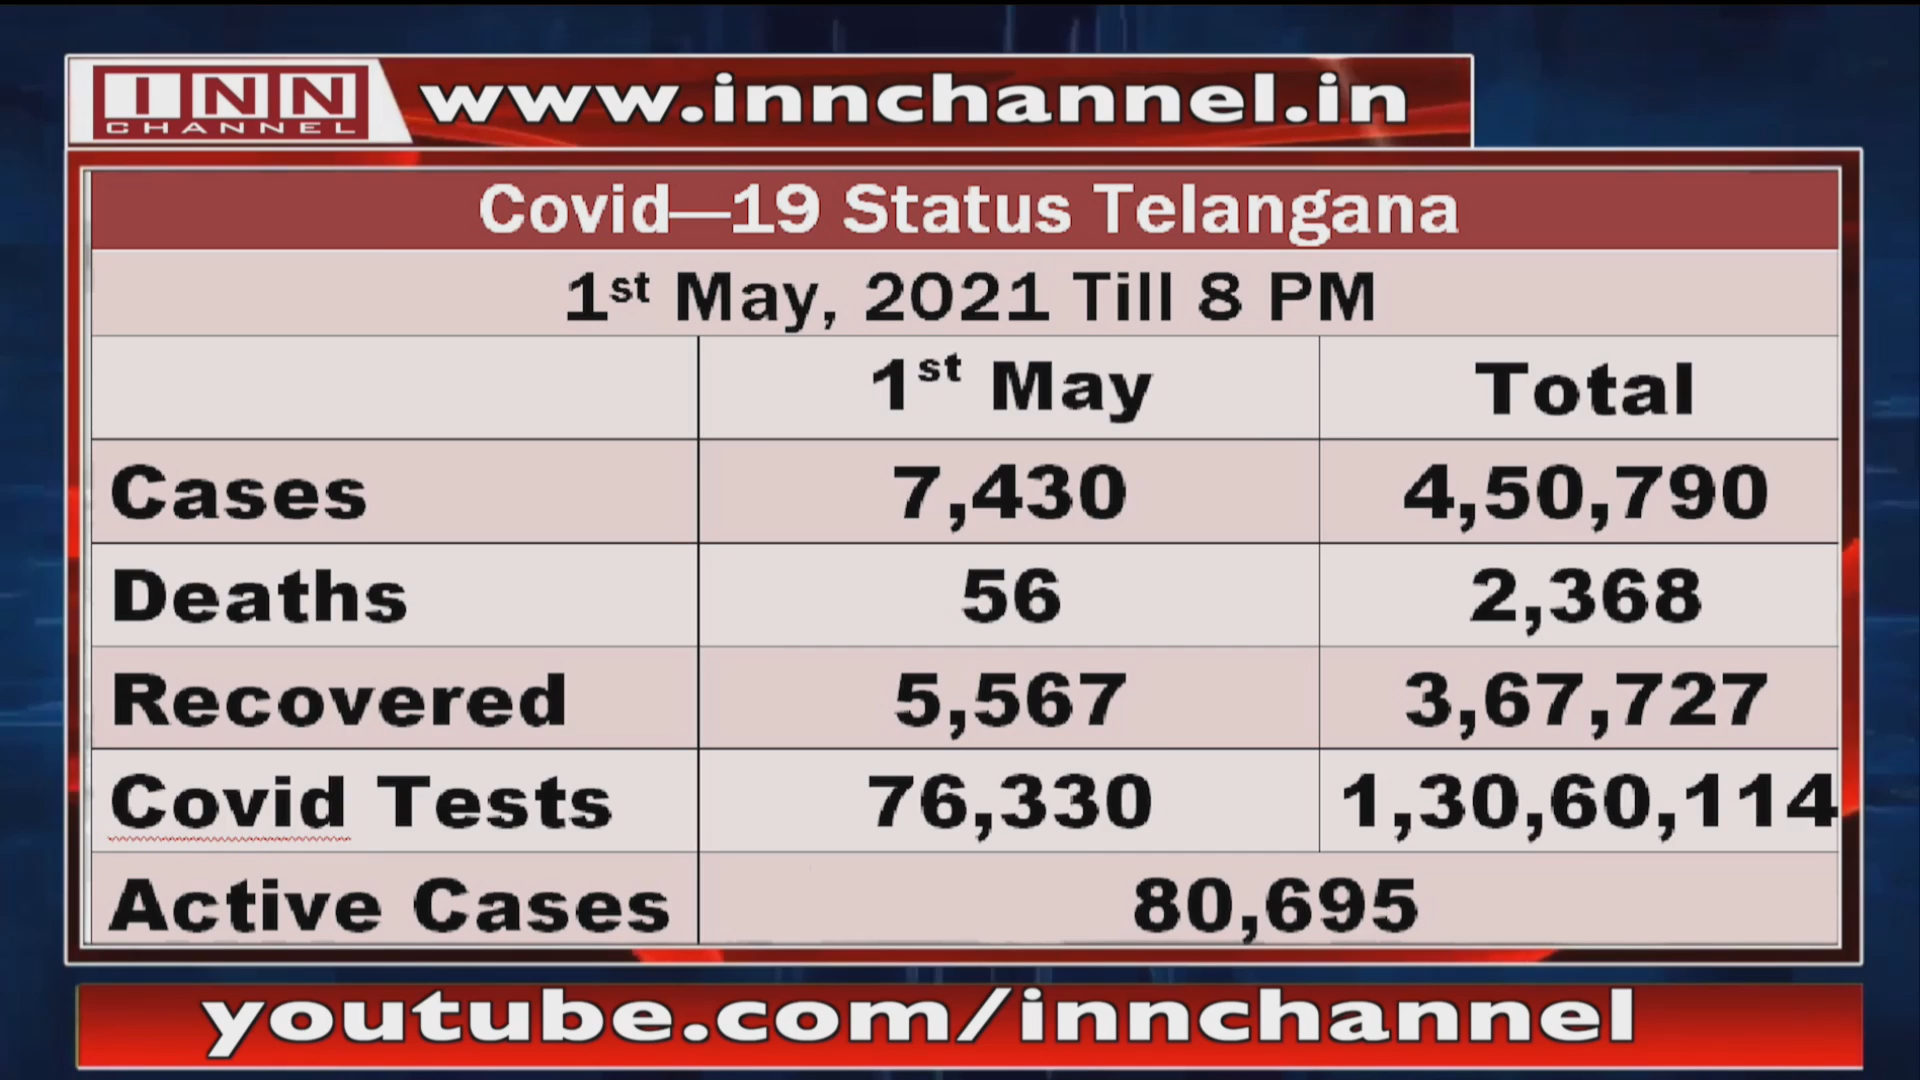 INN
CHANNEL
www.innchannel.in
Covid—19 Status Telangana
1st May, 2021 Till 8 PM
1st May Total
Cases 7,430 4,50,790
Deaths 56 2,368
Recovered 5,567 3,67,727
Covid Tests 76,330 1,30,60,114
Active Cases 80,695
youtube.com/innchannel